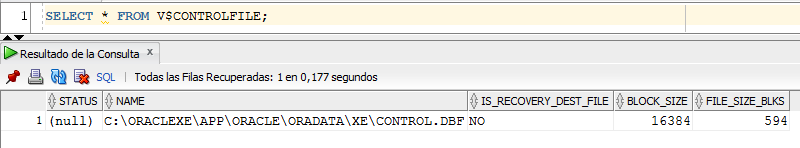 1 SELECT * FROM V$CONTROLFILE;
Resultado de la Consulta x
SQL | Todas las Filas Recuperadas: 1 en 0,177 segundos
STATUS NAME IS_RECOVERY_DEST_FILE BLOCK_SIZE FILE_SIZE_BLKS
1 (null) C:\ORACLEXE\APP\ORACLE\ORADATA\XE\CONTROL.DBF NO 16384 594